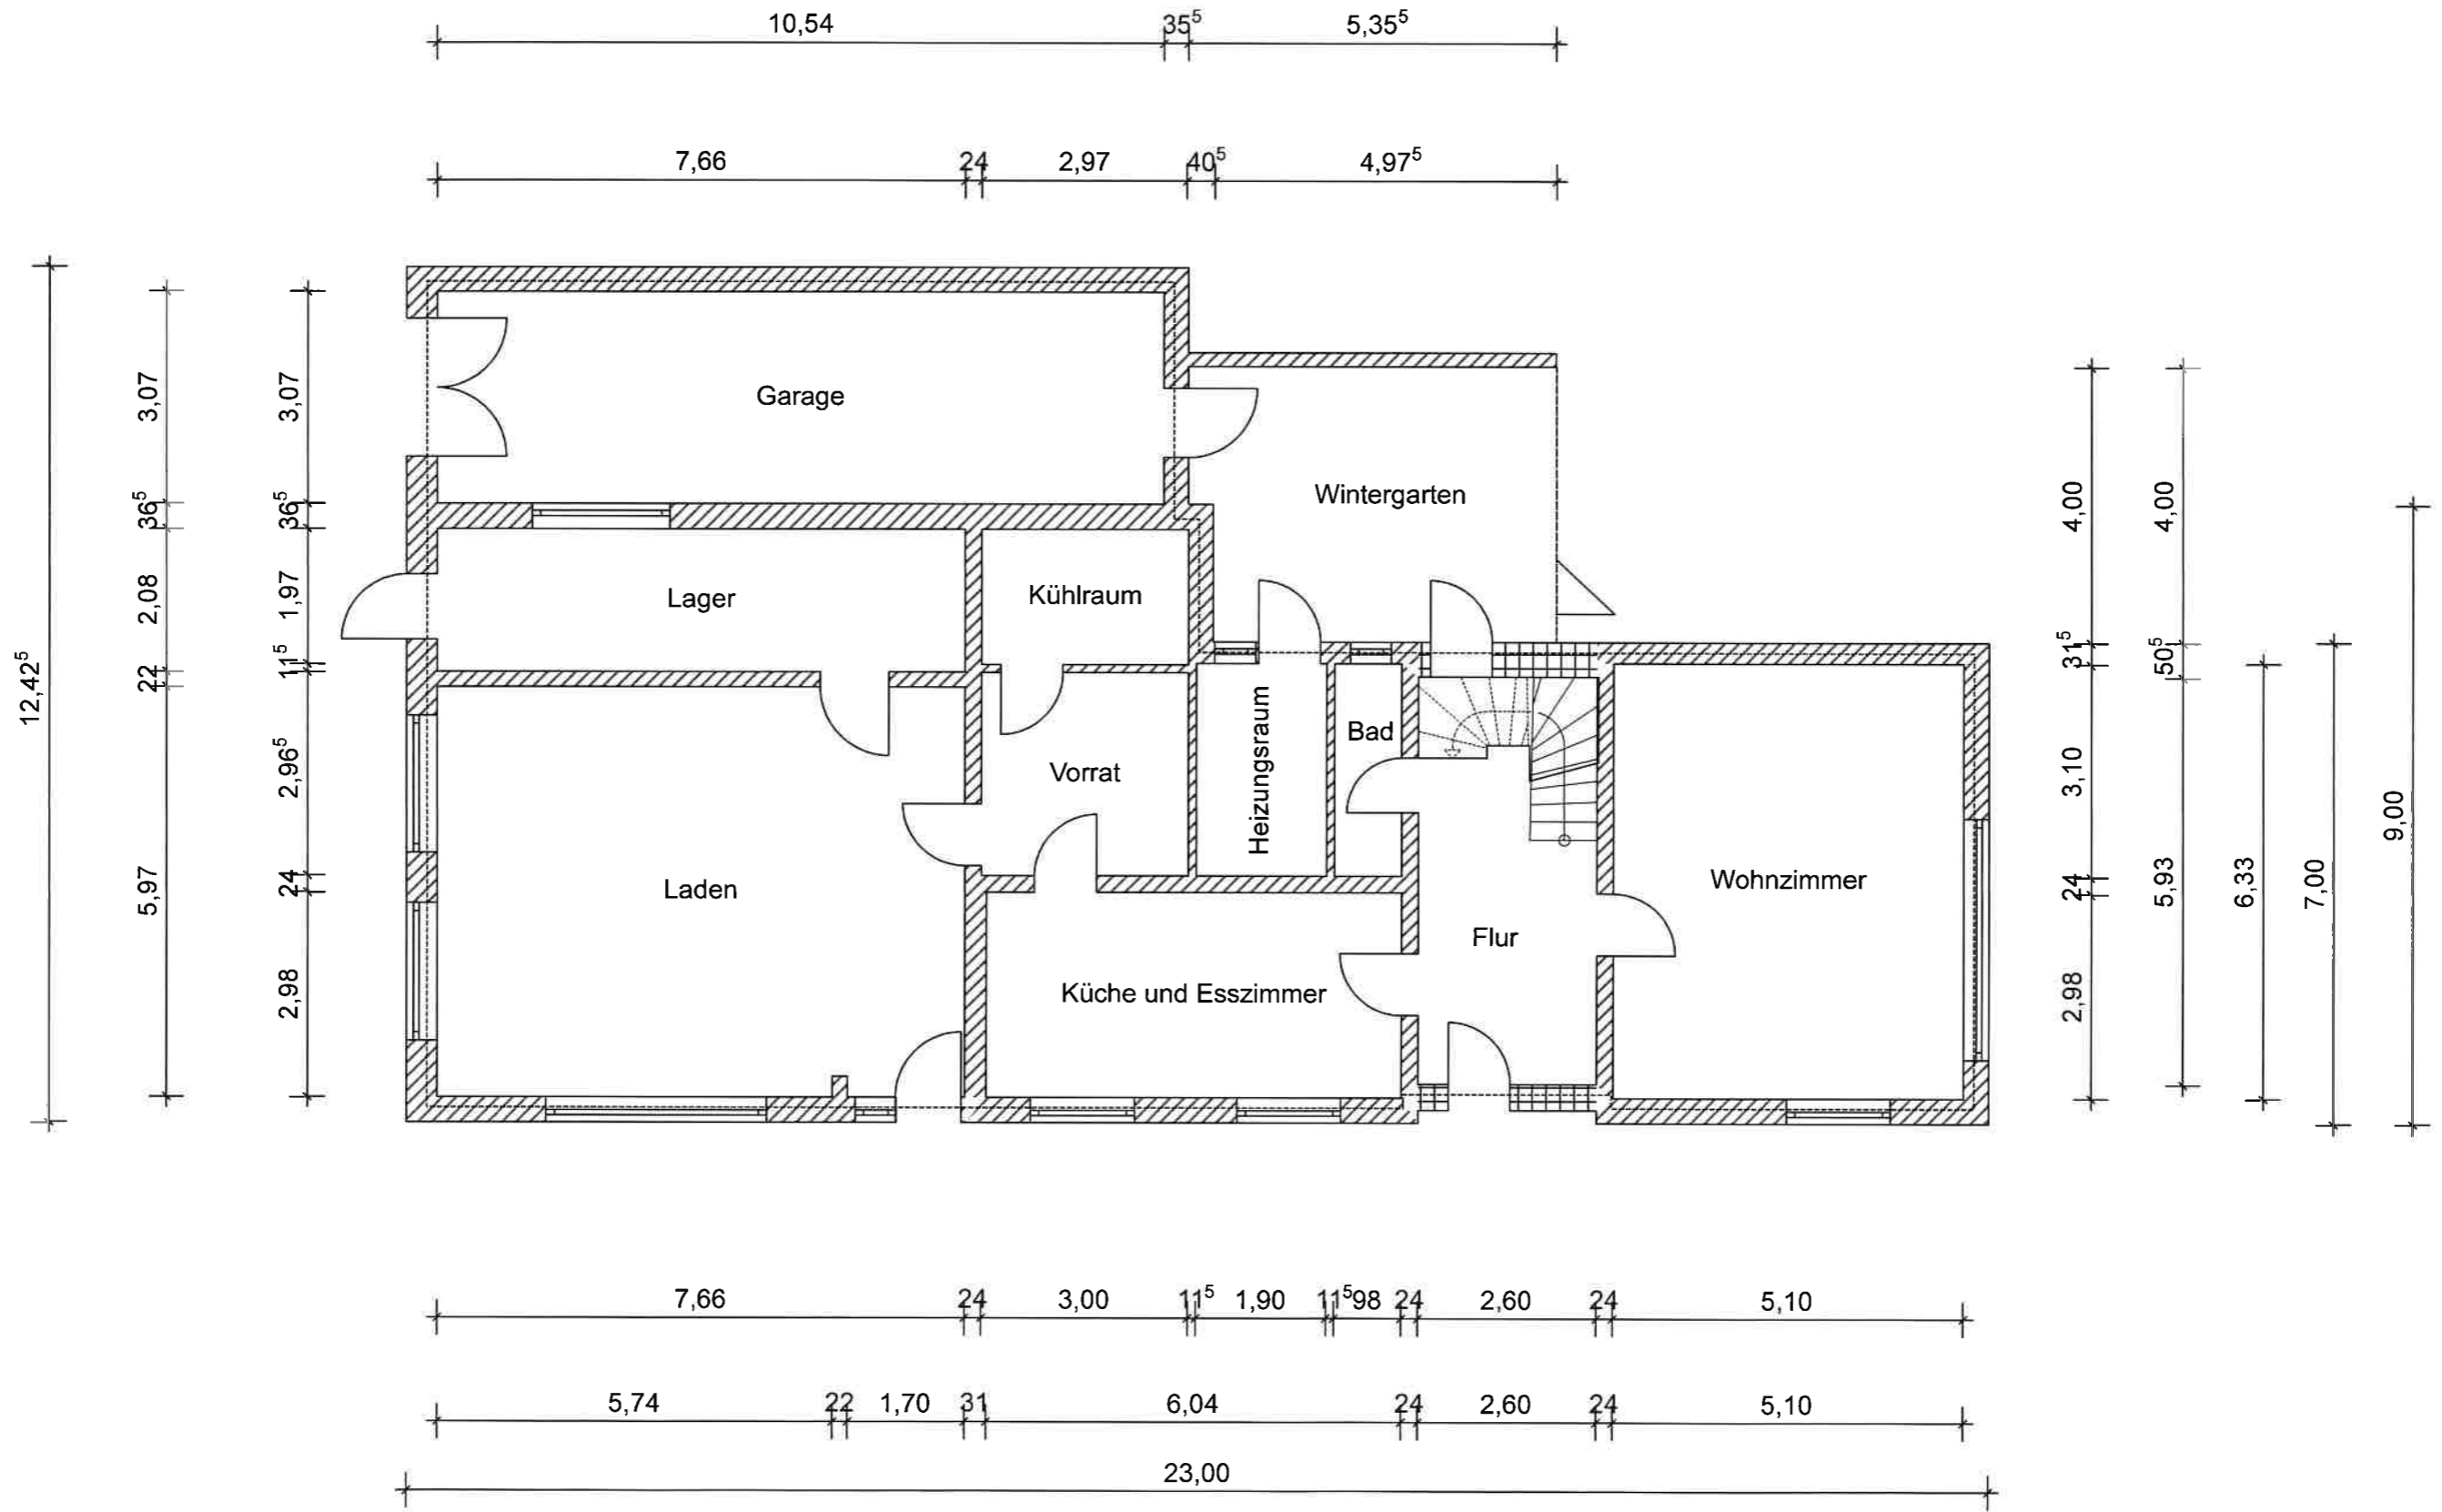 10,54 35⁵ 5,35⁵
7,66 24 2,97 40⁵ 4,97⁵
12,42⁵
3,07
36⁵
2,08
22
5,97
3,07
36⁵
1,97
11⁵
2,96⁵
24
2,98
Garage
Wintergarten
Lager
Kühlraum
Laden
Vorrat
Heizungsraum
Bad
Küche und Esszimmer
Flur
Wohnzimmer
4,00
31⁵
3,10
24
2,98
4,00
50⁵
5,93
6,33
7,00
9,00
7,66 24 3,00 11⁵ 1,90 11⁵ 98 24 2,60 24 5,10
5,74 22 1,70 31 6,04 24 2,60 24 5,10
23,00